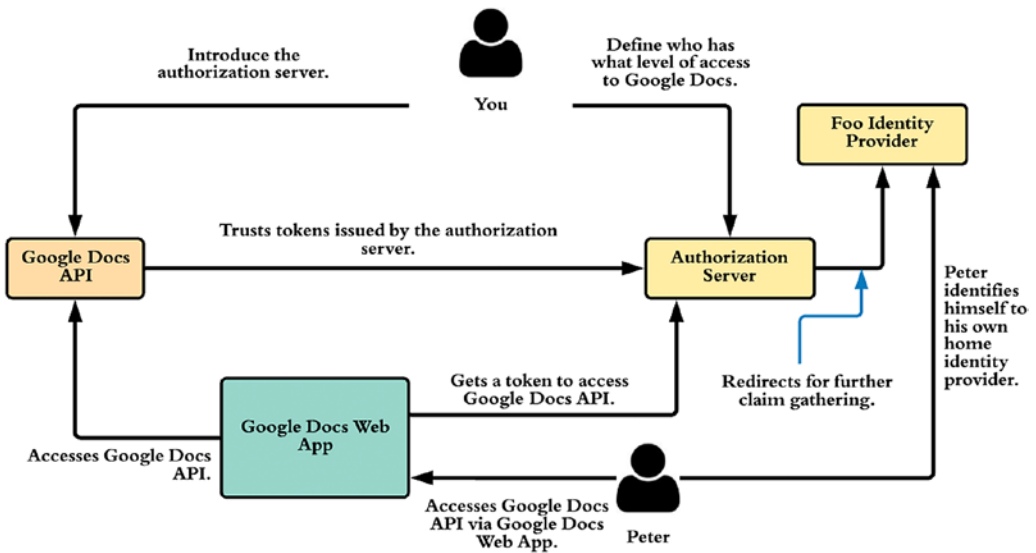 Introduce the
authorization server.
You
Define who has
what level of access
to Google Docs.
Foo Identity
Provider
Trusts tokens issued by the authorization
server.
Google Docs
API
Authorization
Server
Peter
identifies
himself to
his own
home
identity
provider.
Redirects for further
claim gathering.
Gets a token to access
Google Docs API.
Google Docs Web
App
Accesses Google Docs
API.
Accesses Google Docs
API via Google Docs
Web App.
Peter